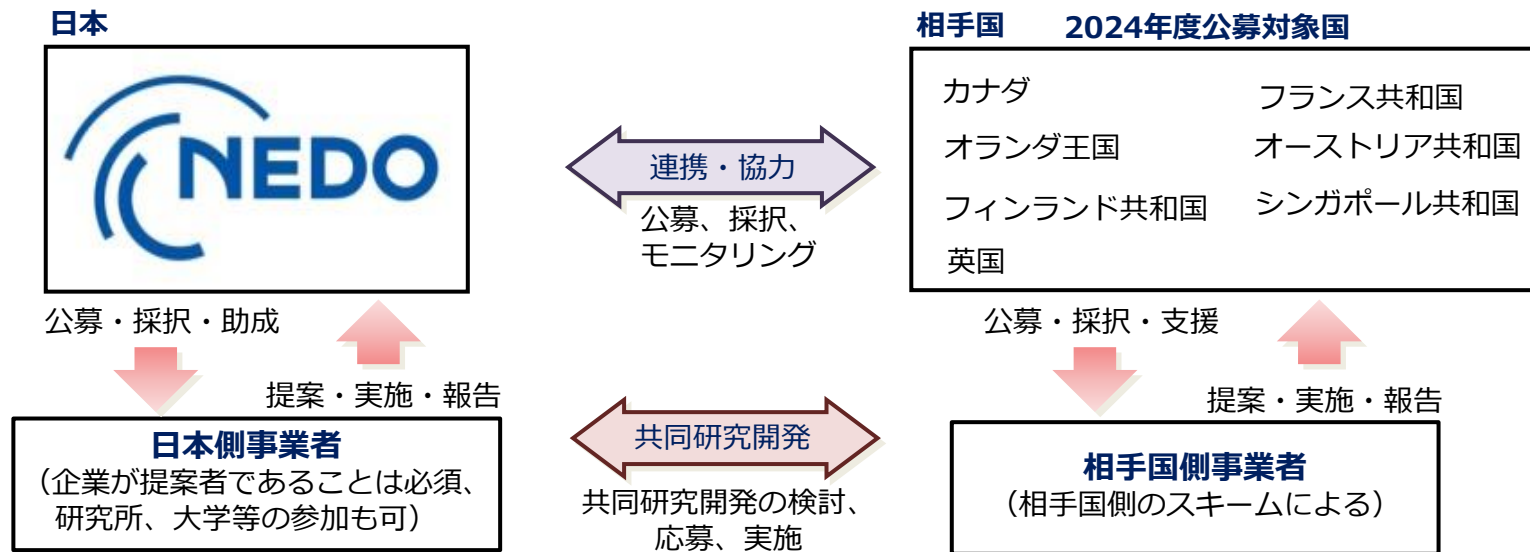 日本
NEDO
公募・採択・助成
提案・実施・報告
日本側事業者
（企業が提案者であることは必須、
研究所、大学等の参加も可）
連携・協力
公募、採択、
モニタリング
共同研究開発
共同研究開発の検討、
応募、実施
相手国 2024年度公募対象国
カナダ
フランス共和国
オランダ王国
オーストリア共和国
フィンランド共和国
シンガポール共和国
英国
公募・採択・支援
提案・実施・報告
相手国側事業者
（相手国側のスキームによる）